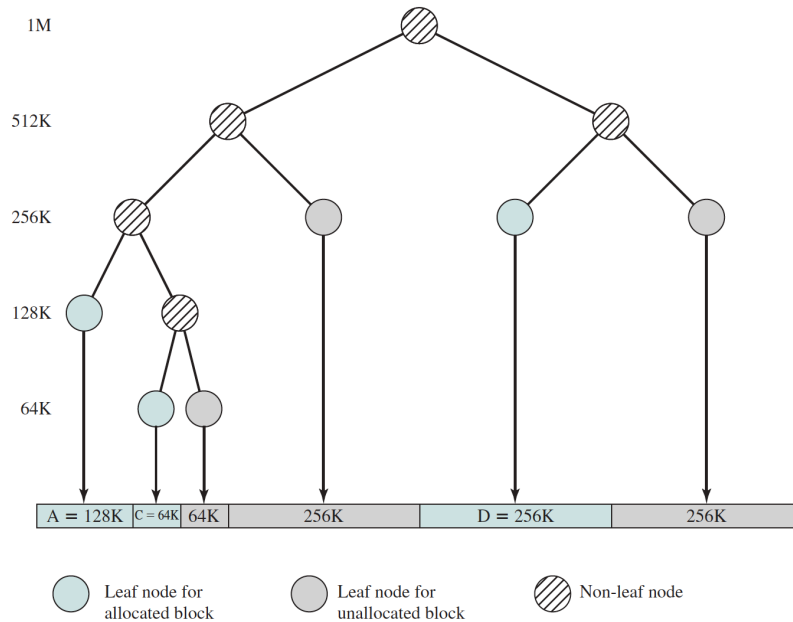 1M
512K
256K
128K
64K
A = 128K C = 64K 64K 256K D = 256K 256K
Leaf node for
allocated block
Leaf node for
unallocated block
Non-leaf node